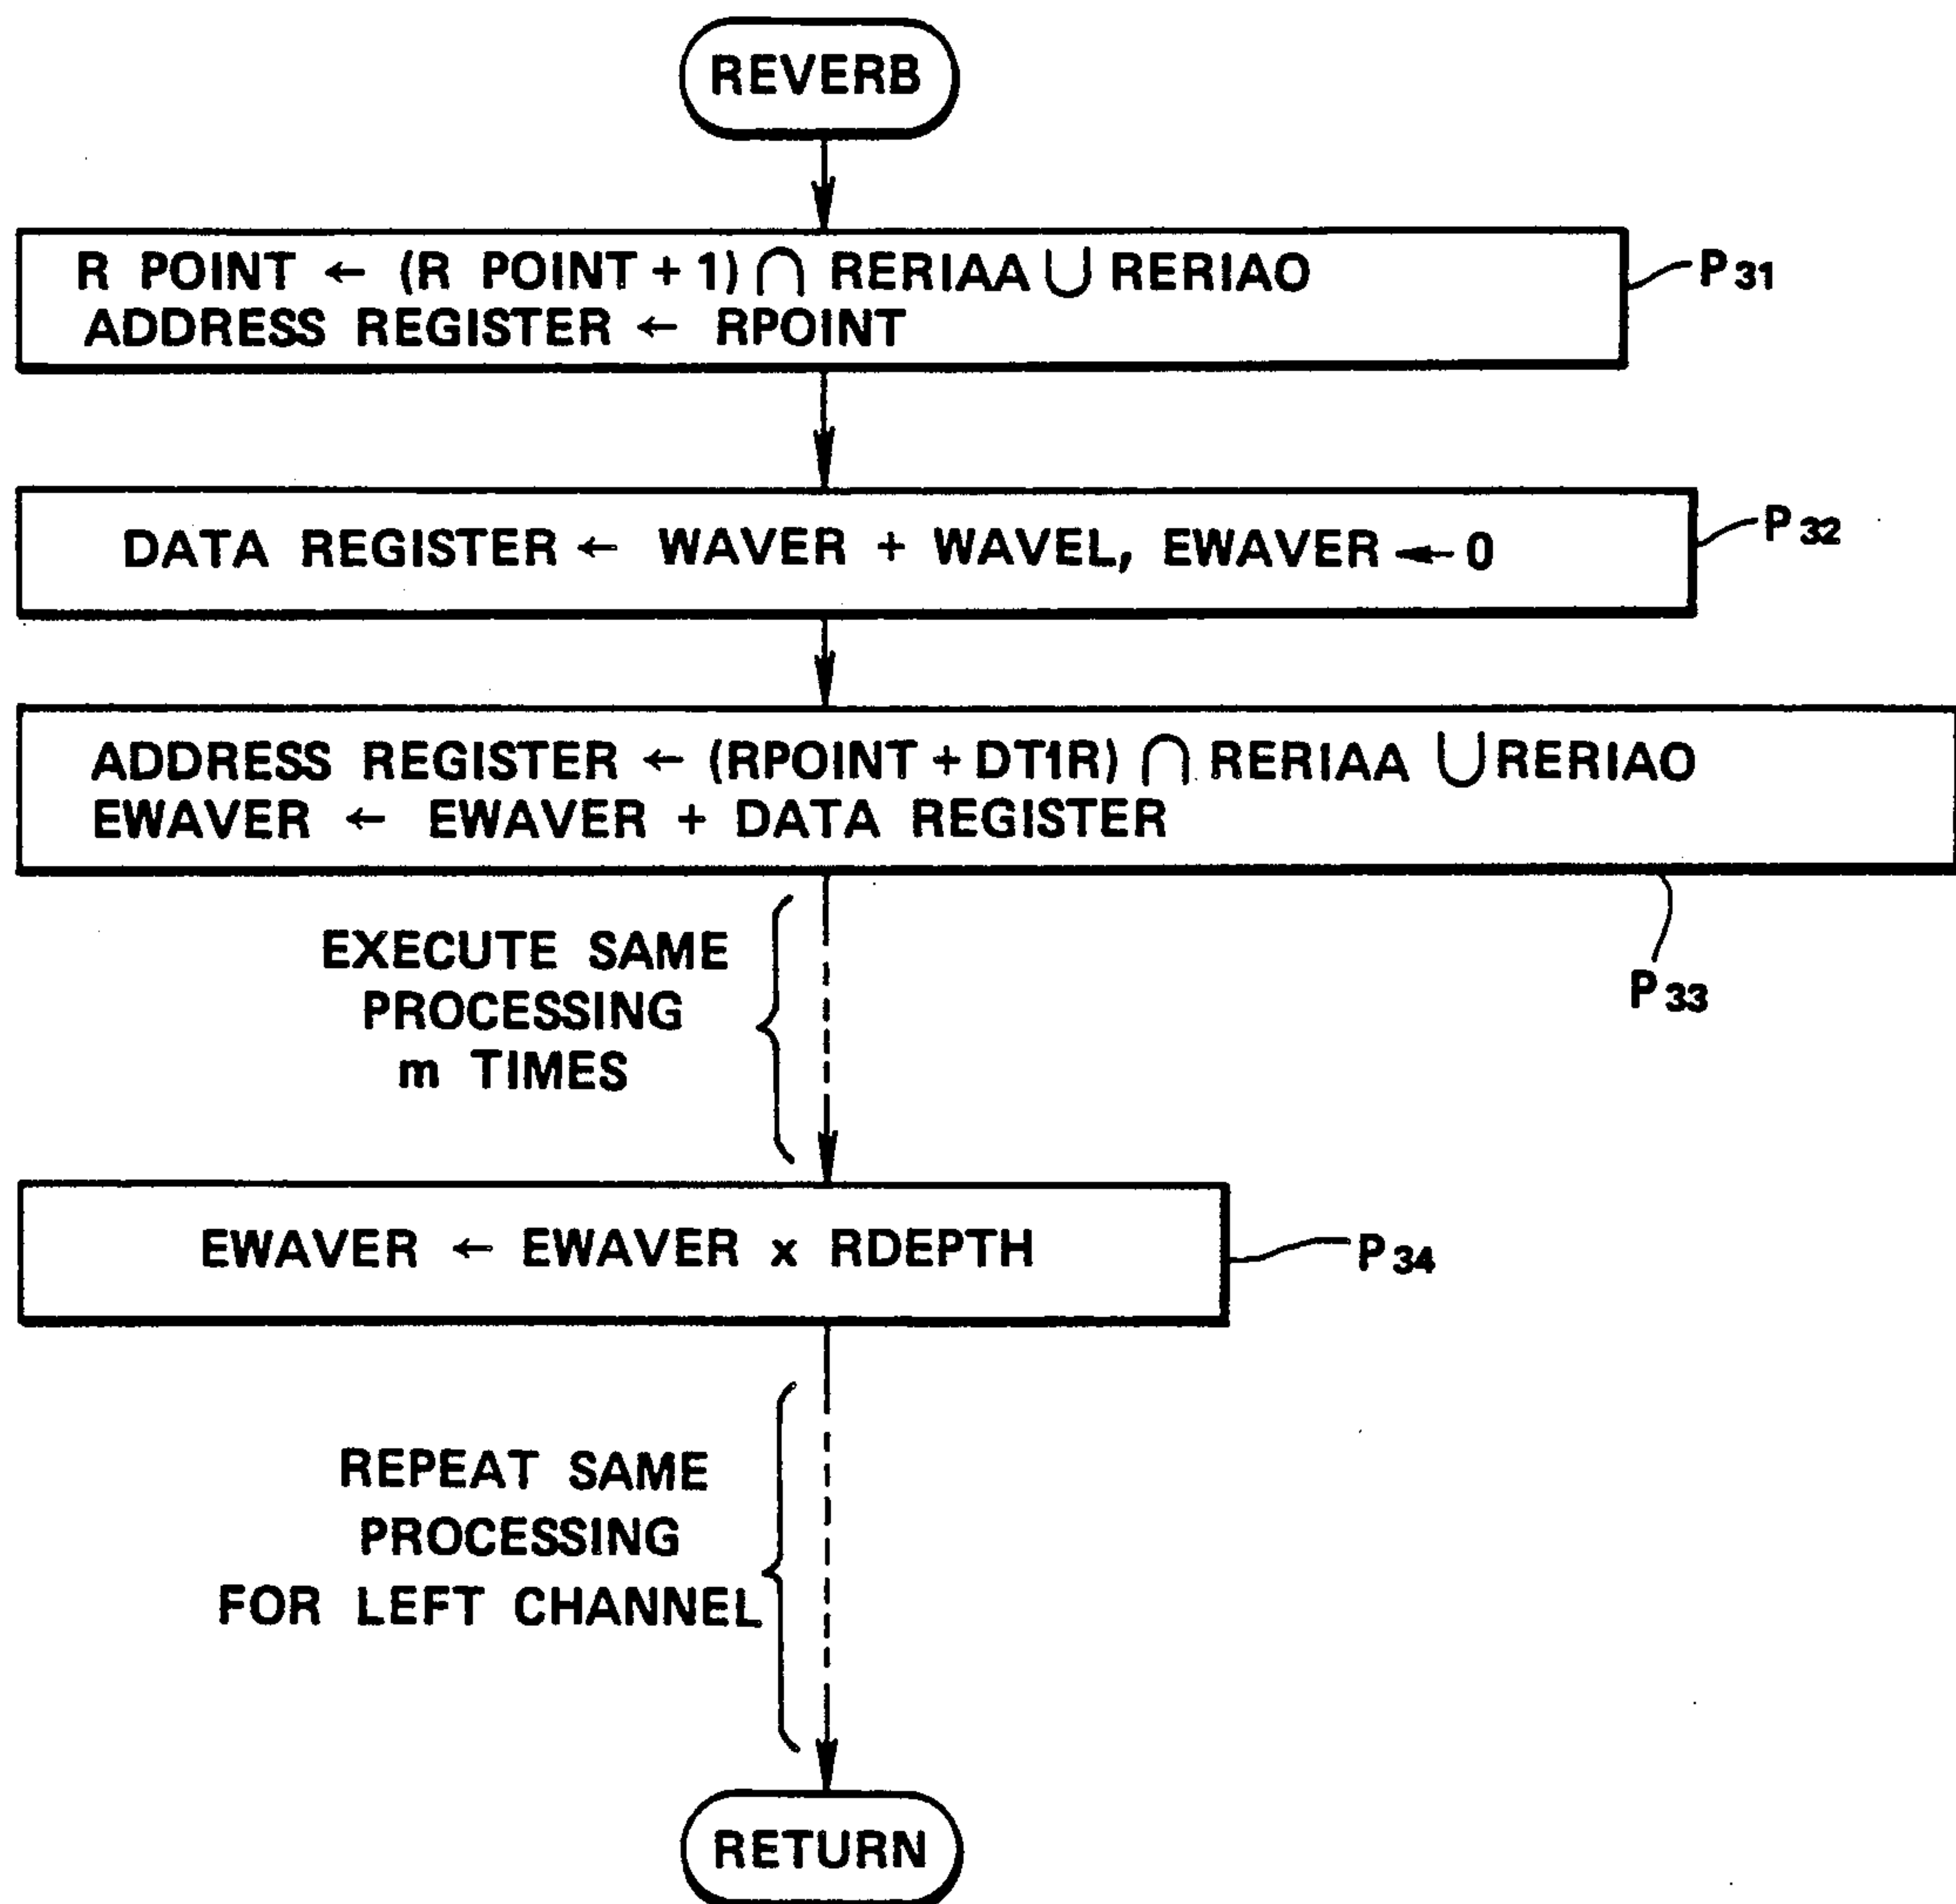 REVERB
R POINT ← (R POINT + 1) ∩ RERIAA ∪ RERIAO
ADDRESS REGISTER ← RPOINT
P31
DATA REGISTER ← WAVER + WAVEL, EWAVER ← 0
P32
ADDRESS REGISTER ← (RPOINT + DT1R) ∩ RERIAA ∪ RERIAO
EWAVER ← EWAVER + DATA REGISTER
P33
EXECUTE SAME
PROCESSING
m TIMES
EWAVER ← EWAVER x RDEPTH
P34
REPEAT SAME
PROCESSING
FOR LEFT CHANNEL
RETURN